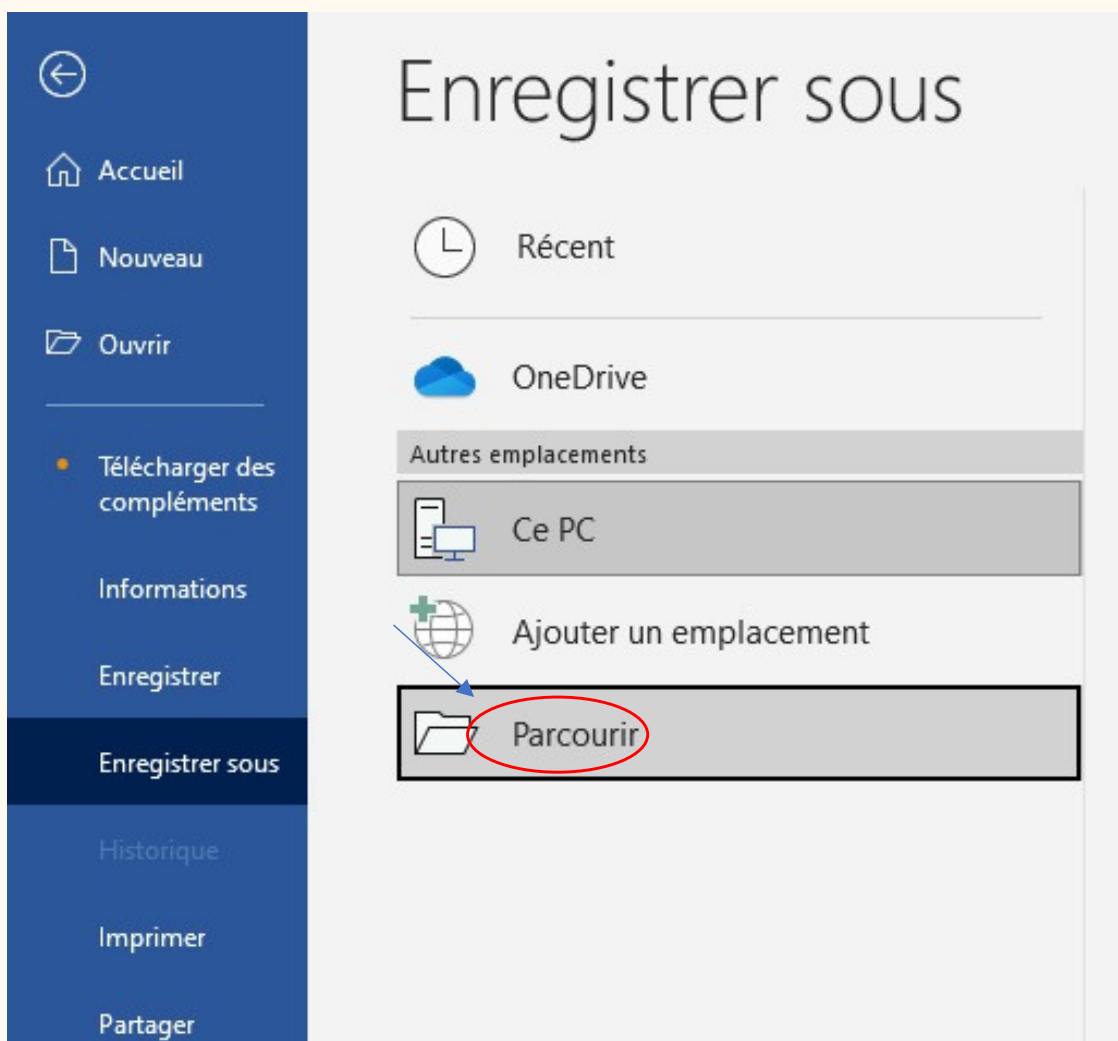 Enregistrer sous
Accueil
Nouveau
Ouvrir
Télécharger des
compléments
Informations
Enregistrer
Enregistrer sous
Historique
Imprimer
Partager
Récent
OneDrive
Autres emplacements
Ce PC
Ajouter un emplacement
Parcourir